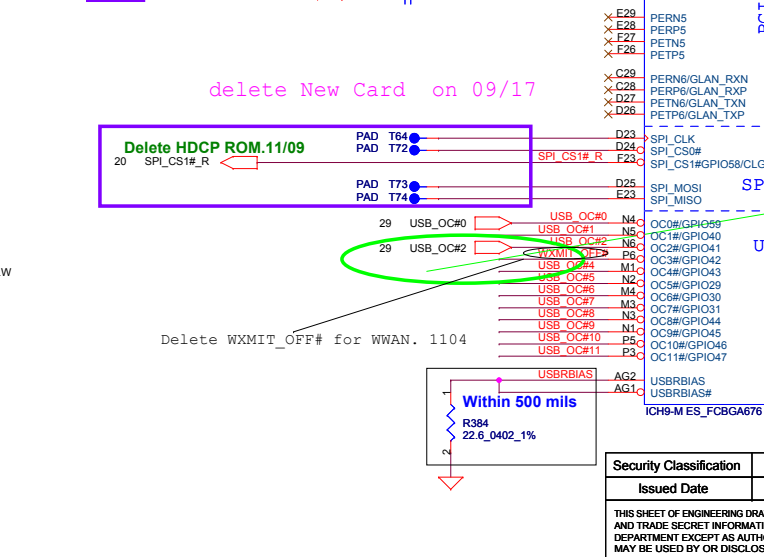 E29 PERN5
E28 PERP5
F27 PETN5
F26 PETP5
C29 PERN6/GLAN_RXN
C28 PERP6/GLAN_RXP
D27 PETN6/GLAN_TXN
D26 PETP6/GLAN_TXP
delete New Card on 09/17
Delete HDCP ROM.11/09
PAD T64 D23 SPI_CLK
PAD T72 D24 SPI_CS0#
20 SPI_CS1#_R SPI_CS1#_R F23 SPI_CS1#GPIO58/CLG
PAD T73 D25 SPI_MOSI SP
PAD T74 E23 SPI_MISO
29 USB_OC#0 USB_OC#0 N4 OC0#/GPIO59
USB_OC#1 N5 OC1#/GPIO40
29 USB_OC#2 USB_OC#2 N6 OC2#/GPIO41 U
WXMIT_OFF# P6 OC3#/GPIO42
USB_OC#4 M1 OC4#/GPIO43
USB_OC#5 N2 OC5#/GPIO29
USB_OC#6 M4 OC6#/GPIO30
USB_OC#7 M3 OC7#/GPIO31
USB_OC#8 N3 OC8#/GPIO44
USB_OC#9 N1 OC9#/GPIO45
USB_OC#10 P5 OC10#/GPIO46
USB_OC#11 P3 OC11#/GPIO47
Delete WXMIT_OFF# for WWAN. 1104
USBRBIAS AG2 USBRBIAS
AG1 USBRBIAS#
1
Within 500 mils
R384
22.6_0402_1%
2
ICH9-M ES_FCBGA676
Security Classification
Issued Date
THIS SHEET OF ENGINEERING DRA
AND TRADE SECRET INFORMATI
DEPARTMENT EXCEPT AS AUTH
MAY BE USED BY OR DISCLOS